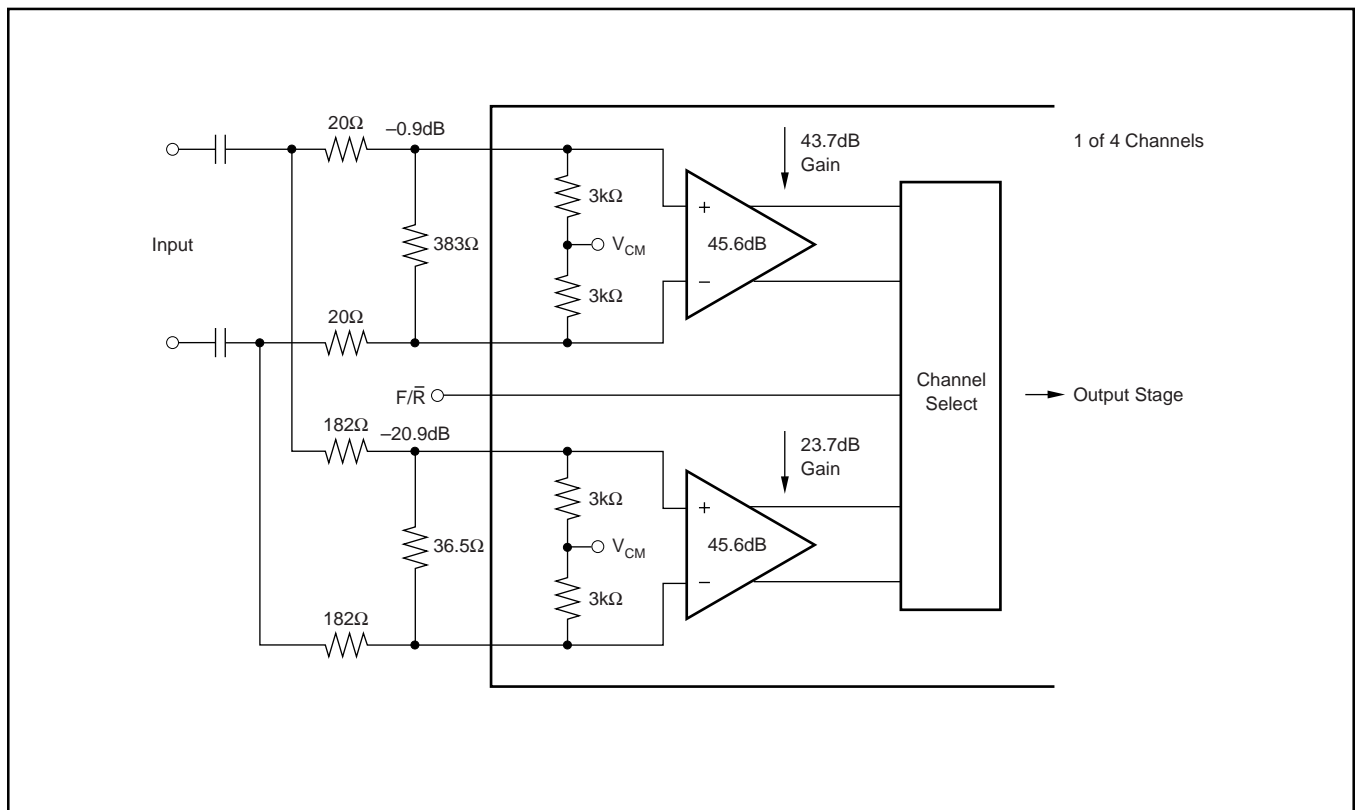 20Ω
–0.9dB
43.7dB
Gain
1 of 4 Channels
3kΩ
+
45.6dB
–
Input
383Ω
V_CM
3kΩ
20Ω
F/R̅
Channel
Select
Output Stage
182Ω
–20.9dB
23.7dB
Gain
3kΩ
+
45.6dB
–
36.5Ω
V_CM
3kΩ
182Ω